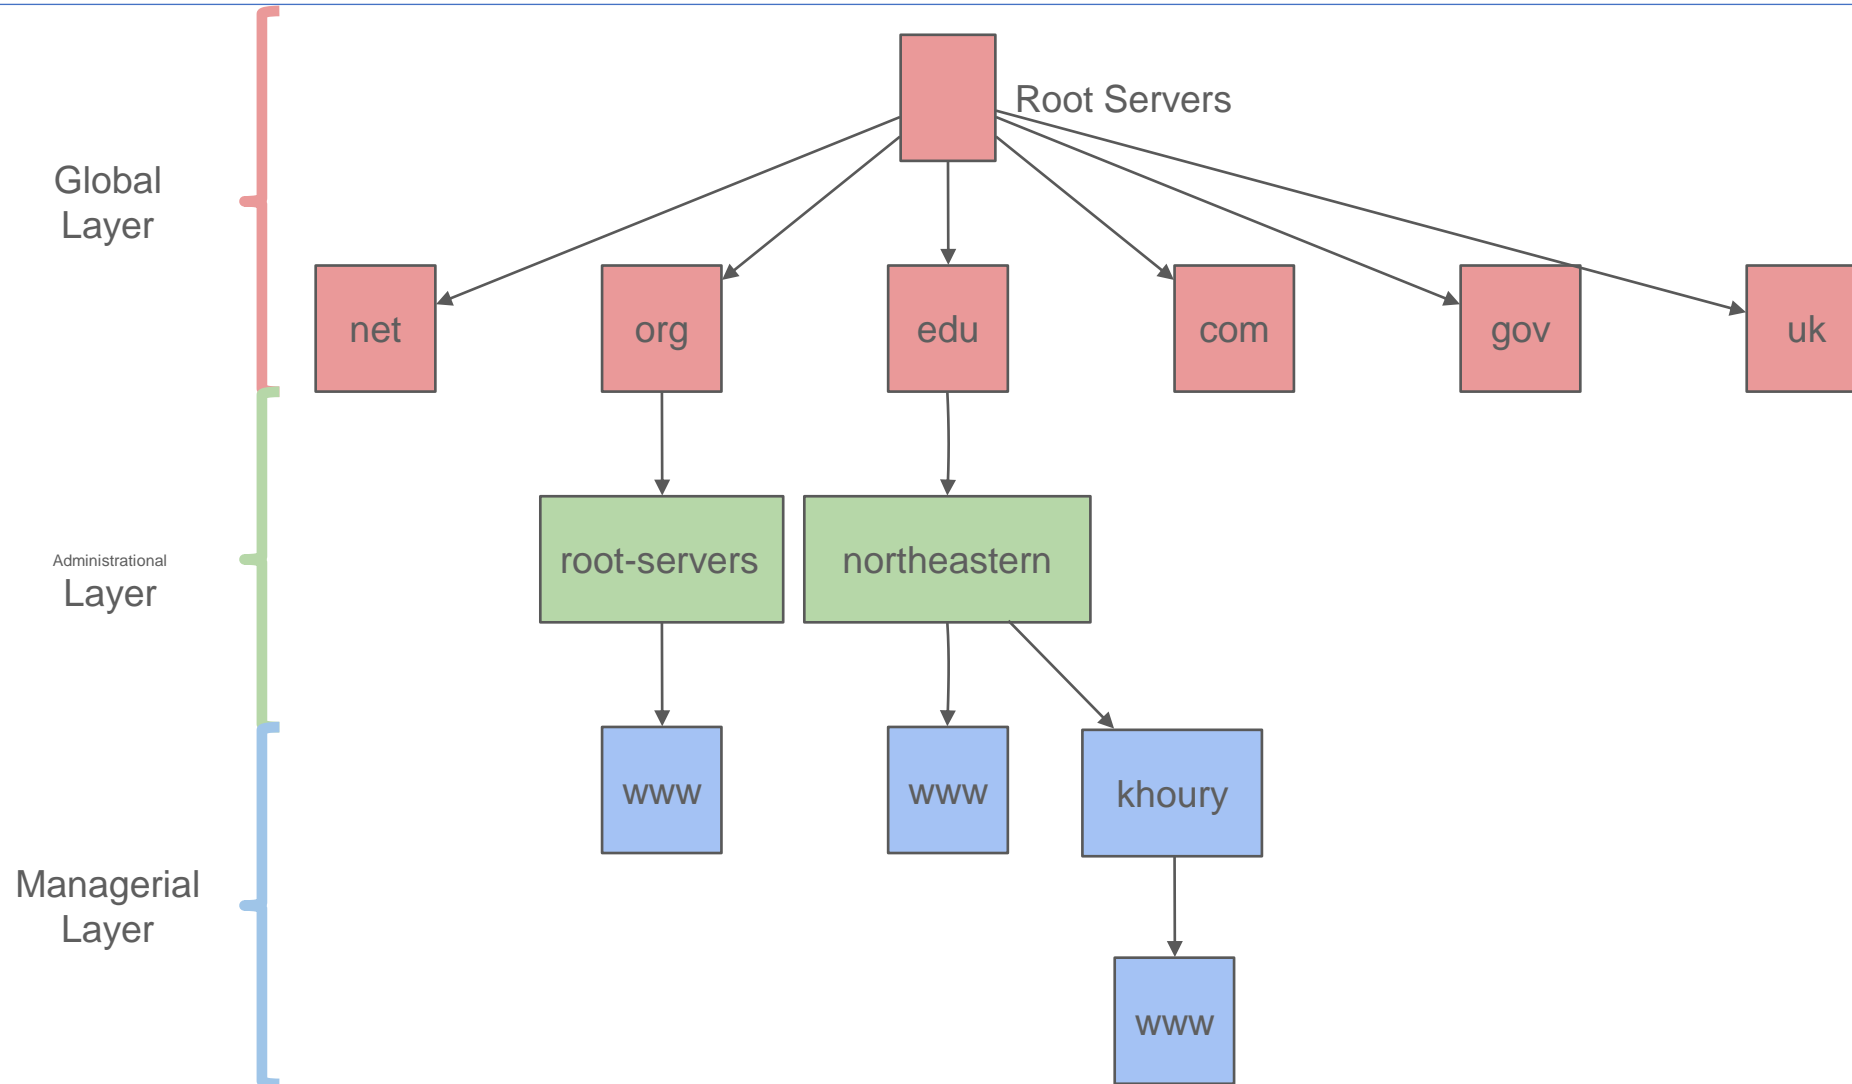 Root Servers
Global
Layer
net
org
edu
com
gov
uk
Administrational
Layer
root-servers
northeastern
www
www
khoury
Managerial
Layer
www